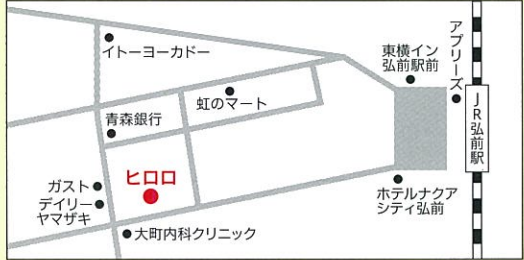 イトーヨーカドー
東横イン
弘前駅前
アプリーズ
JR弘前駅
虹のマート
青森銀行
ヒロロ
ガスト
デイリー
ヤマザキ
大町内科クリニック
ホテルナクア
シティ弘前